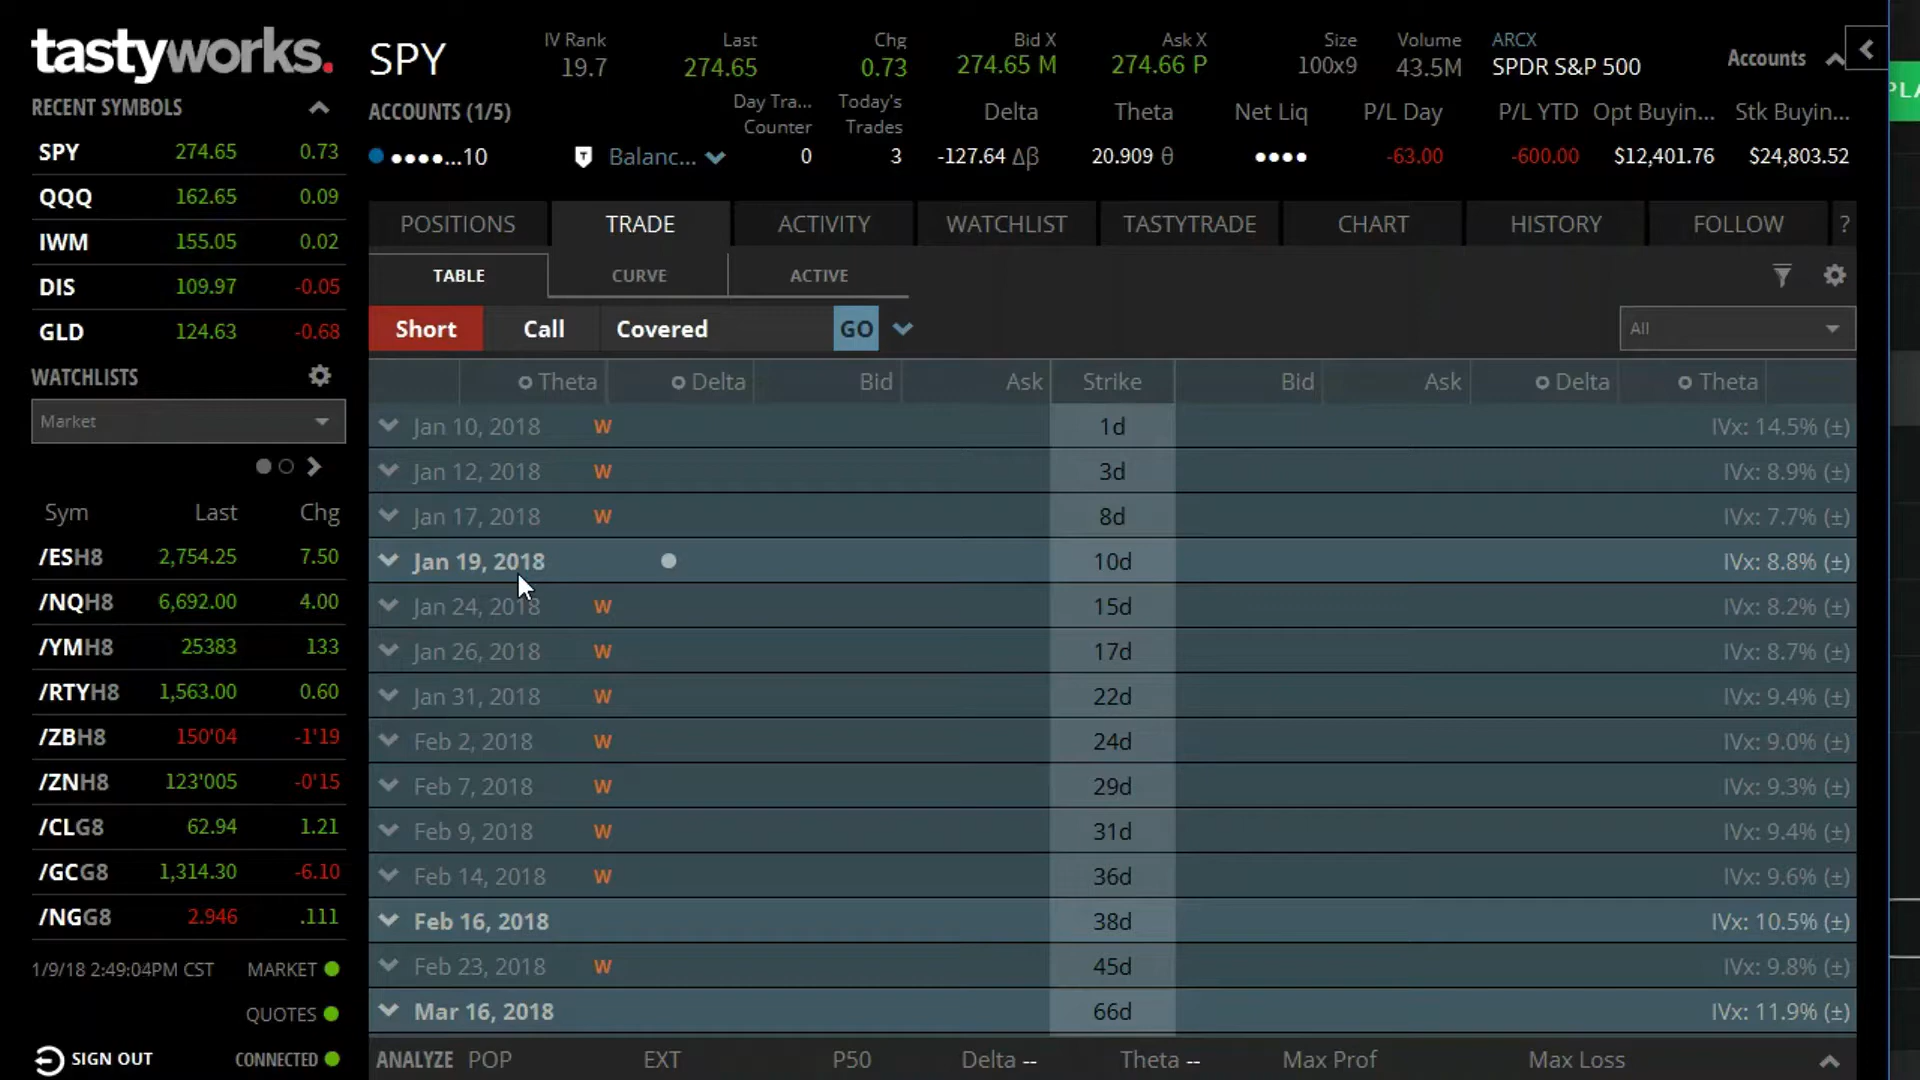 tastyworks.
SPY
IV Rank
19.7
Last
274.65
Chg
0.73
Bid X
274.65 M
Ask X
274.66 P
Size
100x9
Volume
43.5M
ARCX
SPDR S&P 500
Accounts
RECENT SYMBOLS
SPY 274.65 0.73
QQQ 162.65 0.09
IWM 155.05 0.02
DIS 109.97 -0.05
GLD 124.63 -0.68
WATCHLISTS
Market
Sym Last Chg
/ESH8 2,754.25 7.50
/NQH8 6,692.00 4.00
/YMH8 25383 133
/RTYH8 1,563.00 0.60
/ZBH8 150'04 -1'19
/ZNH8 123'005 -0'15
/CLG8 62.94 1.21
/GCG8 1,314.30 -6.10
/NGG8 2.946 .111
1/9/18 2:49:04PM CST MARKET
QUOTES
SIGN OUT CONNECTED
ACCOUNTS (1/5) Day Tra... Counter Today's Trades Delta Theta Net Liq P/L Day P/L YTD Opt Buyin... Stk Buyin...
●●●●...10 T Balanc... 0 3 -127.64 Δβ 20.909 θ ●●●● -63.00 -600.00 $12,401.76 $24,803.52
POSITIONS TRADE ACTIVITY WATCHLIST TASTYTRADE CHART HISTORY FOLLOW ?
TABLE CURVE ACTIVE
Short Call Covered GO All
Theta Delta Bid Ask Strike Bid Ask Delta Theta
Jan 10, 2018 W 1d IVx: 14.5% (±)
Jan 12, 2018 W 3d IVx: 8.9% (±)
Jan 17, 2018 W 8d IVx: 7.7% (±)
Jan 19, 2018 10d IVx: 8.8% (±)
Jan 24, 2018 W 15d IVx: 8.2% (±)
Jan 26, 2018 W 17d IVx: 8.7% (±)
Jan 31, 2018 W 22d IVx: 9.4% (±)
Feb 2, 2018 W 24d IVx: 9.0% (±)
Feb 7, 2018 W 29d IVx: 9.3% (±)
Feb 9, 2018 W 31d IVx: 9.4% (±)
Feb 14, 2018 W 36d IVx: 9.6% (±)
Feb 16, 2018 38d IVx: 10.5% (±)
Feb 23, 2018 W 45d IVx: 9.8% (±)
Mar 16, 2018 66d IVx: 11.9% (±)
ANALYZE POP EXT P50 Delta -- Theta -- Max Prof Max Loss